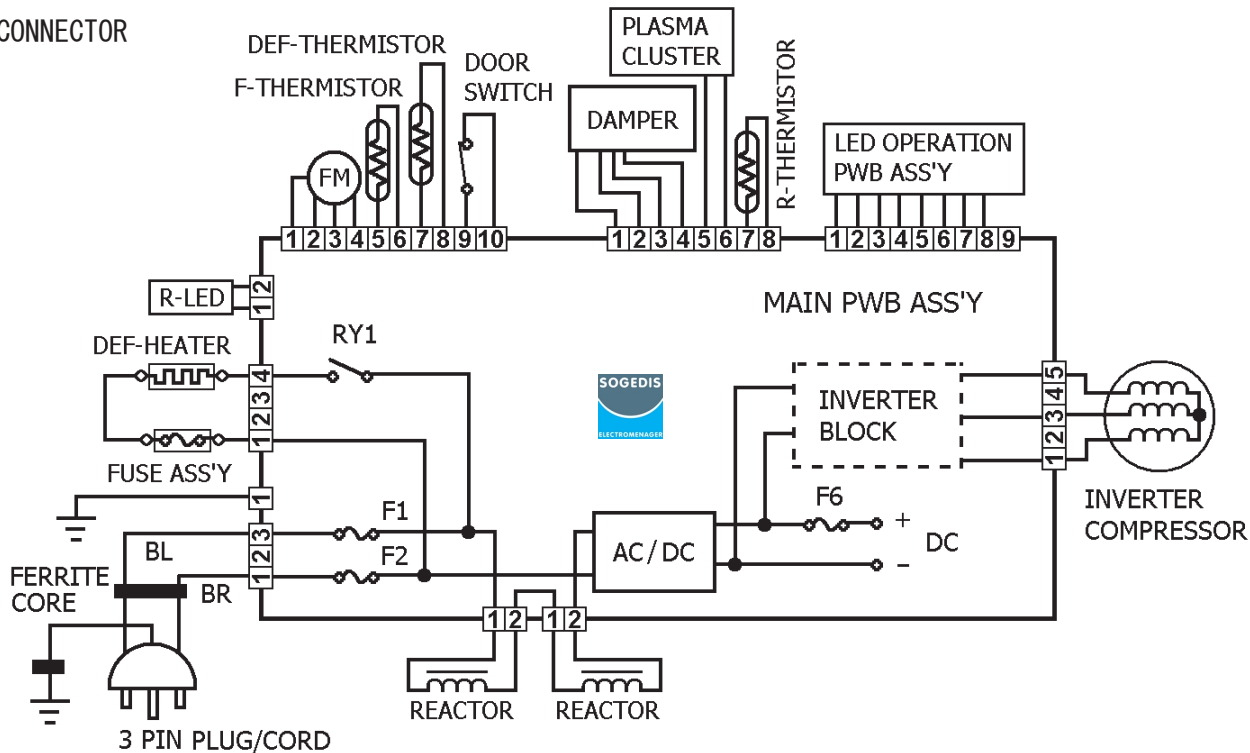 CONNECTOR
DEF-THERMISTOR
F-THERMISTOR
DOOR
SWITCH
PLASMA
CLUSTER
DAMPER
R-THERMISTOR
LED OPERATION
PWB ASS'Y
FM
1 2 3 4 5 6 7 8 9 10
1 2 3 4 5 6 7 8
1 2 3 4 5 6 7 8 9
R-LED
2
1
MAIN PWB ASS'Y
DEF-HEATER
RY1
4
3
2
1
FUSE ASS'Y
SOGEDIS
ELECTROMENAGER
INVERTER
BLOCK
5
4
3
2
1
INVERTER
COMPRESSOR
1
3
2
1
BL
BR
F1
F2
AC/DC
F6
+
DC
-
FERRITE
CORE
1 2
1 2
REACTOR
REACTOR
3 PIN PLUG/CORD